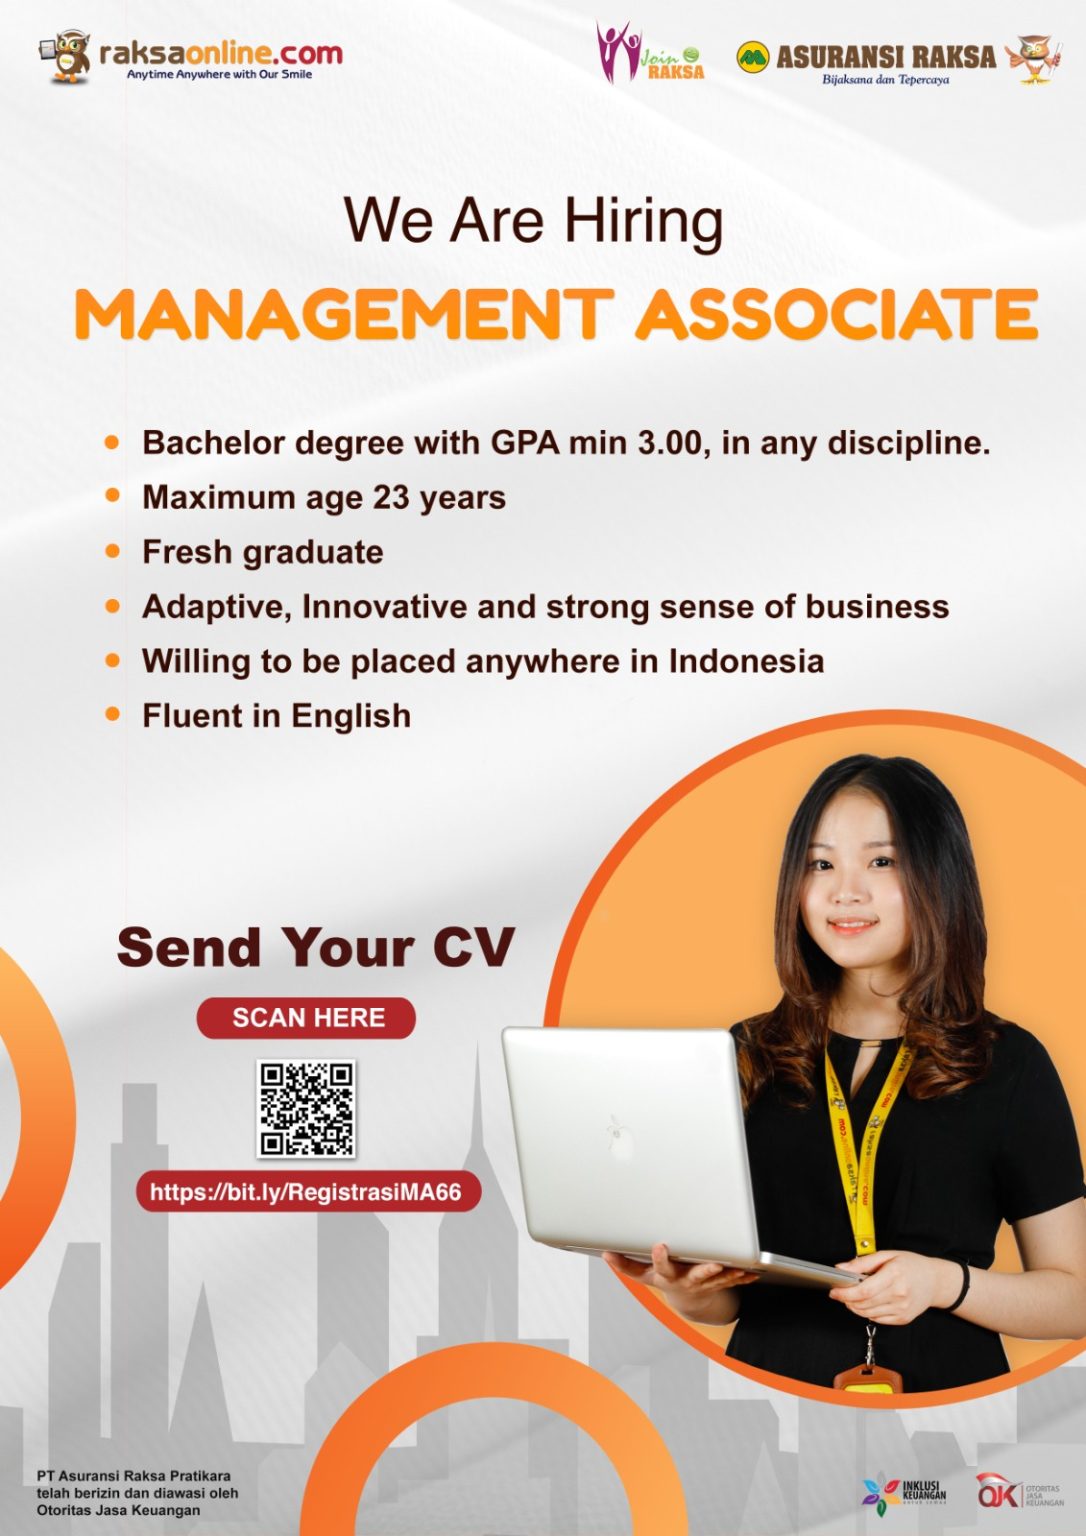 raksaonline.com
Anytime Anywhere with Our Smile
Join
RAKSA
ASURANSI RAKSA
Bijaksana dan Tepercaya
We Are Hiring
MANAGEMENT ASSOCIATE
Bachelor degree with GPA min 3.00, in any discipline.
Maximum age 23 years
Fresh graduate
Adaptive, Innovative and strong sense of business
Willing to be placed anywhere in Indonesia
Fluent in English
Send Your CV
SCAN HERE
https://bit.ly/RegistrasiMA66
PT Asuransi Raksa Pratikara
telah berizin dan diawasi oleh
Otoritas Jasa Keuangan
INKLUSI
KEUANGAN
UNTUK SEMUA
OJK
OTORITAS
JASA
KEUANGAN